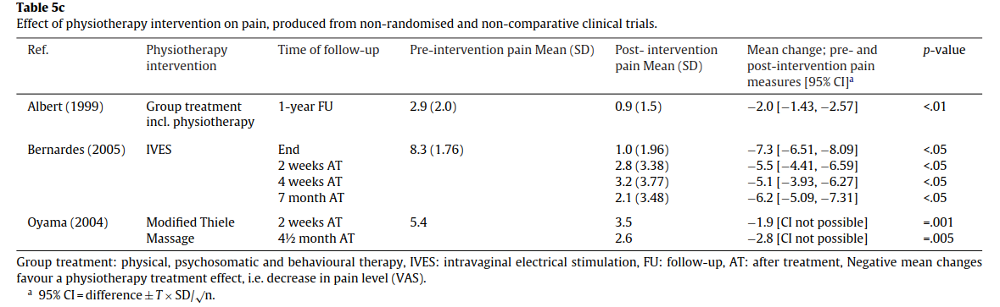 Table 5c
Effect of physiotherapy intervention on pain, produced from non-randomised and non-comparative clinical trials.
Ref. Physiotherapy intervention Time of follow-up Pre-intervention pain Mean (SD) Post- intervention pain Mean (SD) Mean change; pre- and post-intervention pain measures [95% CI]a p-value
Albert (1999) Group treatment incl. physiotherapy 1-year FU 2.9 (2.0) 0.9 (1.5) −2.0 [−1.43, −2.57] <.01
Bernardes (2005) IVES End 8.3 (1.76) 1.0 (1.96) −7.3 [−6.51, −8.09] <.05
2 weeks AT 2.8 (3.38) −5.5 [−4.41, −6.59] <.05
4 weeks AT 3.2 (3.77) −5.1 [−3.93, −6.27] <.05
7 month AT 2.1 (3.48) −6.2 [−5.09, −7.31] <.05
Oyama (2004) Modified Thiele 2 weeks AT 5.4 3.5 −1.9 [CI not possible] =.001
Massage 4½ month AT 2.6 −2.8 [CI not possible] =.005
Group treatment: physical, psychosomatic and behavioural therapy, IVES: intravaginal electrical stimulation, FU: follow-up, AT: after treatment, Negative mean changes
favour a physiotherapy treatment effect, i.e. decrease in pain level (VAS).
a 95% CI = difference ± T × SD/√n.